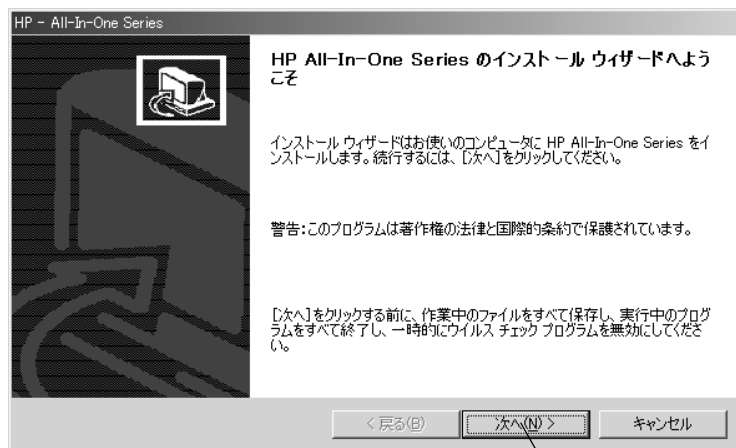 HP - All-In-One Series
HP All-In-One Series のインストール ウィザードへよう
こそ
インストール ウィザードはお使いのコンピュータに HP All-In-One Series をイ
ンストールします。続行するには、[次へ]をクリックしてください。
警告:このプログラムは著作権の法律と国際的条約で保護されています。
[次へ]をクリックする前に、作業中のファイルをすべて保存し、実行中のプログ
ラムをすべて終了し、一時的にウイルス チェック プログラムを無効にしてくださ
い。
< 戻る(B)
次へ(N) >
キャンセル